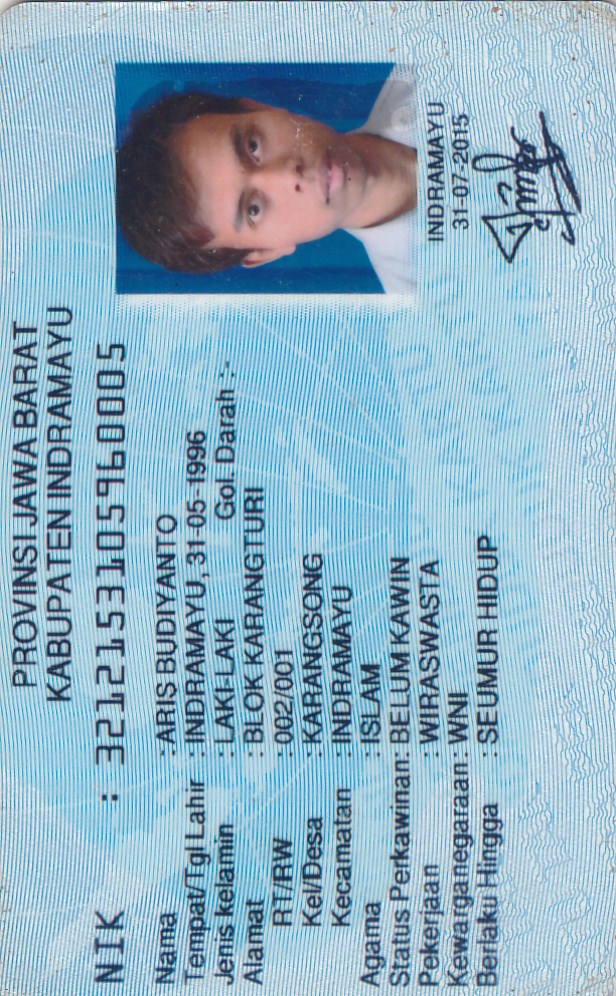 PROVINSI JAWA BARAT
KABUPATEN INDRAMAYU
NIK : 3212153105960005
Nama : ARIS BUDIYANTO
Tempat/Tgl Lahir : INDRAMAYU, 31-05-1996
Jenis kelamin : LAKI-LAKI Gol. Darah :-
Alamat : BLOK KARANGTURI
RT/RW : 002/001
Kel/Desa : KARANGSONG
Kecamatan : INDRAMAYU
Agama : ISLAM
Status Perkawinan: BELUM KAWIN
Pekerjaan : WIRASWASTA
Kewarganegaraan : WNI
Berlaku Hingga : SEUMUR HIDUP
INDRAMAYU
31-07-2015